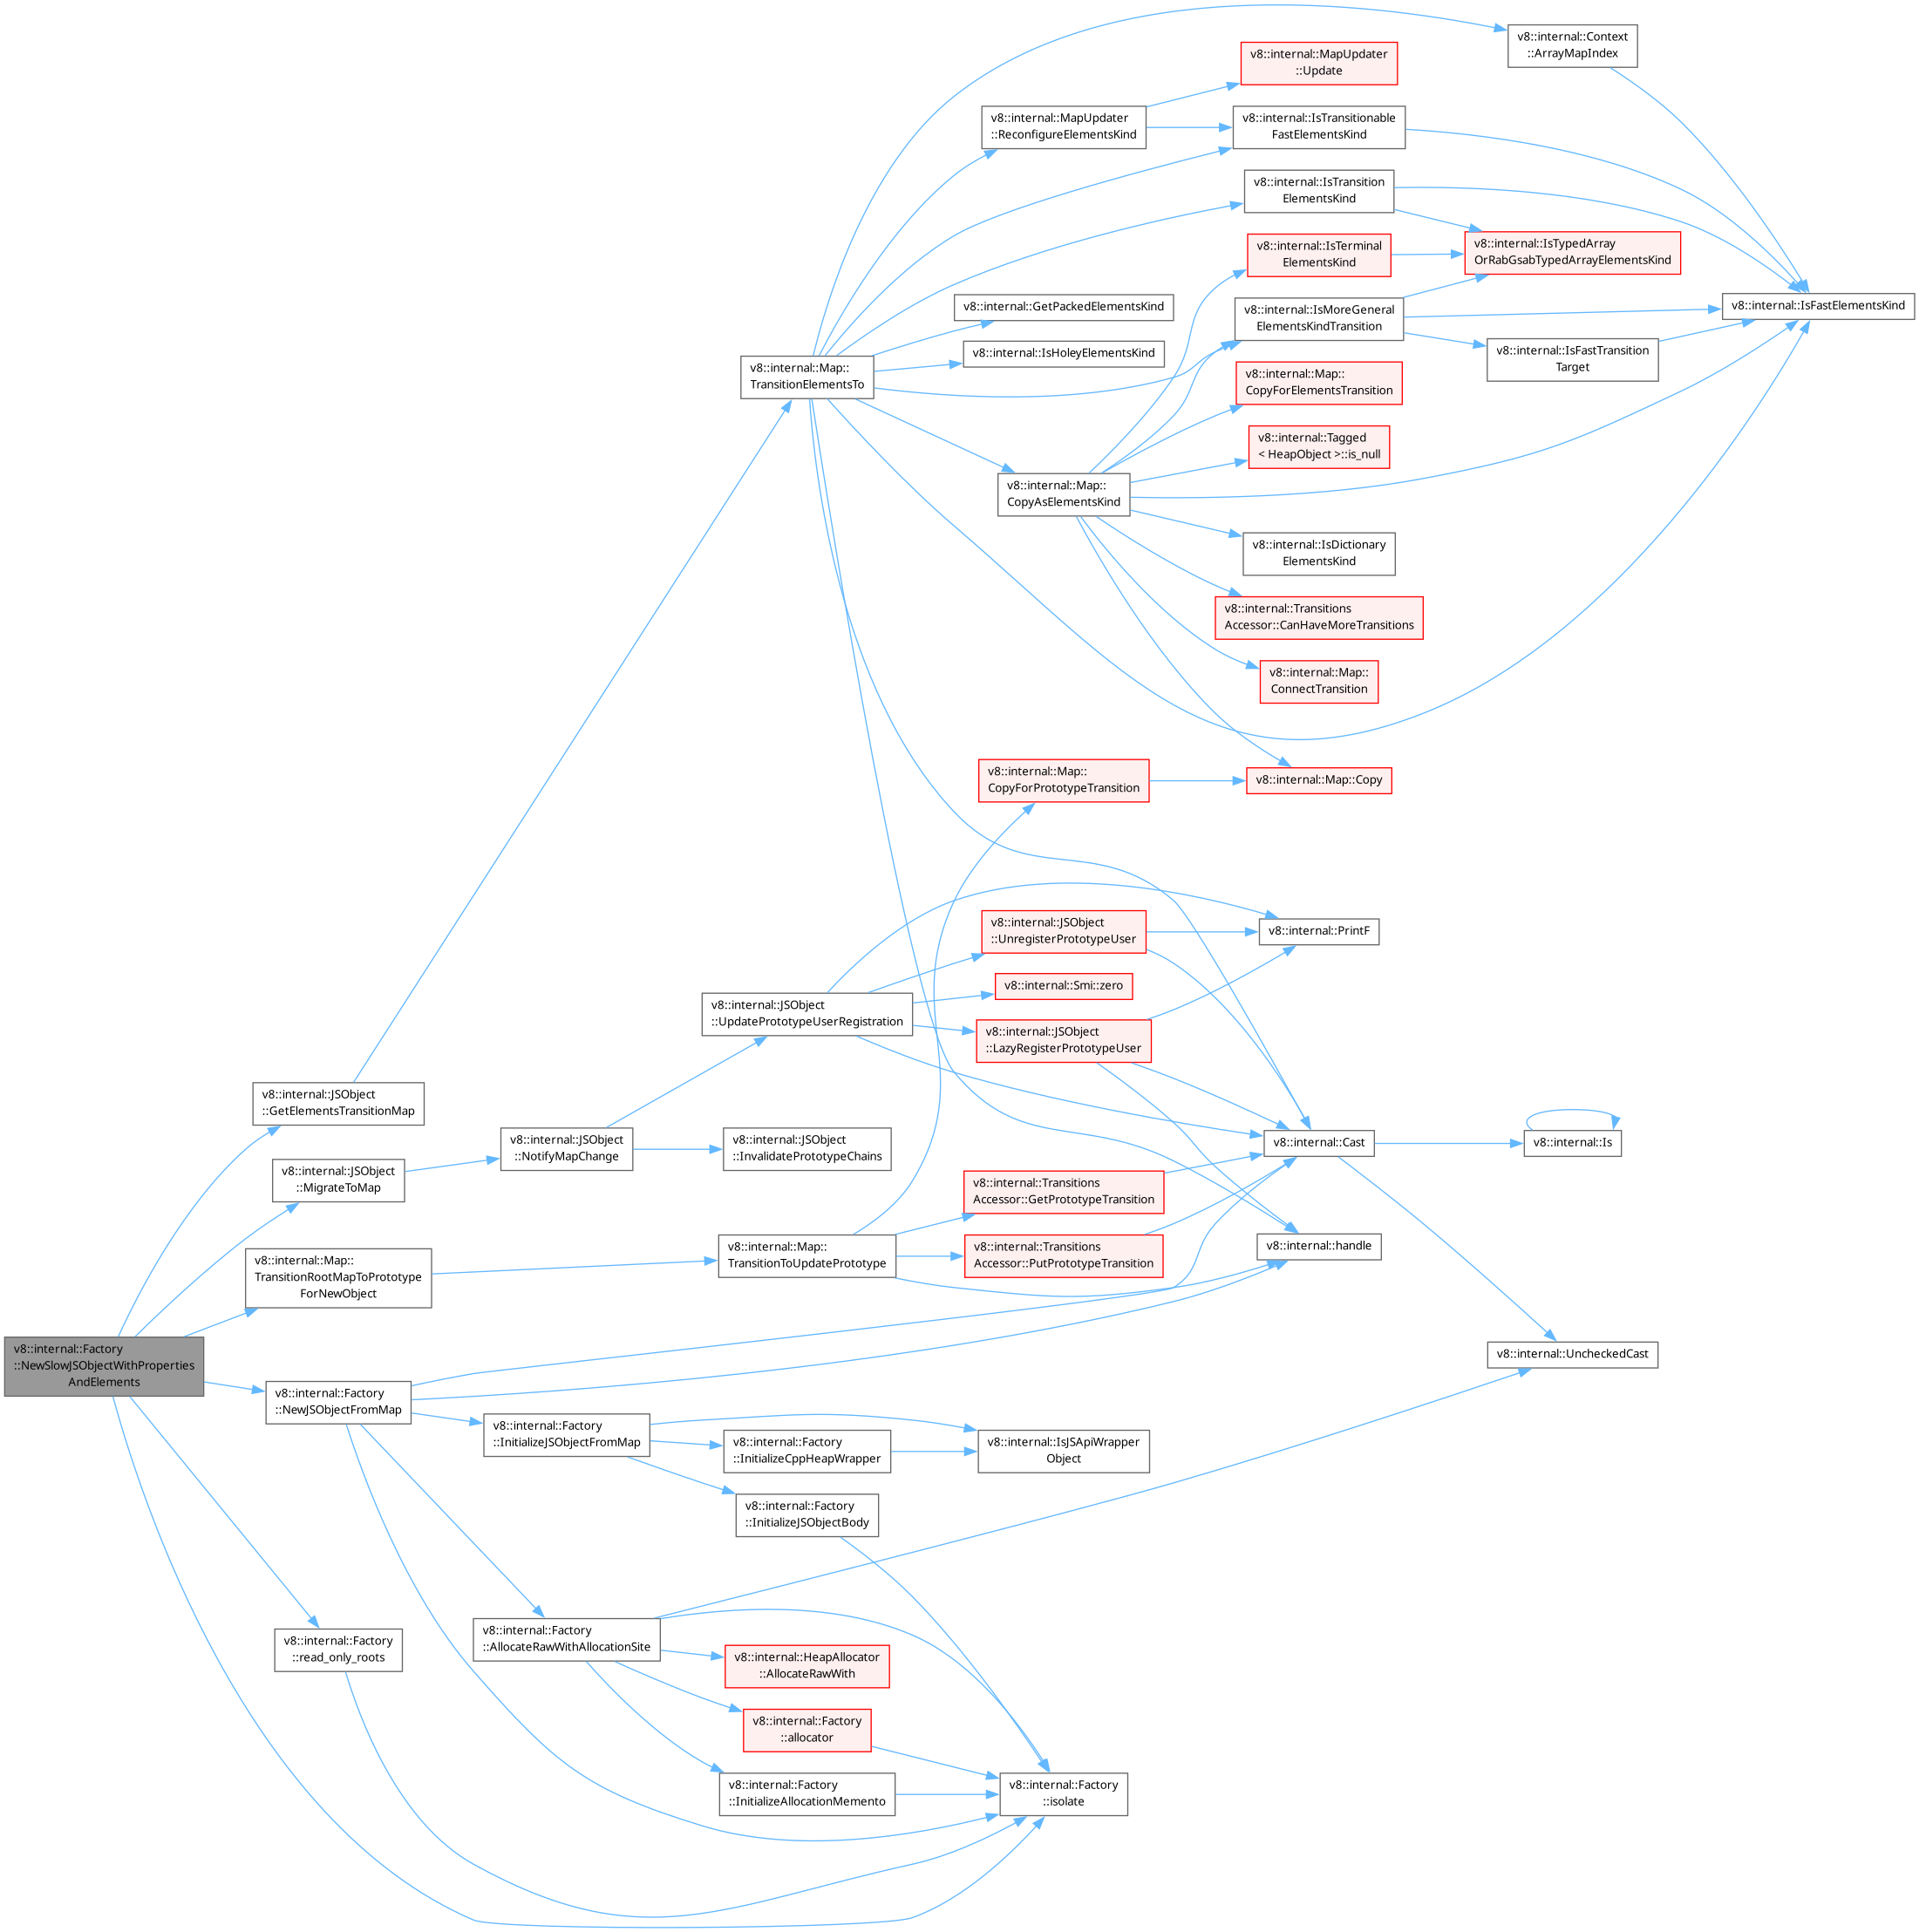 v8::internal::Factory
::NewSlowJSObjectWithProperties
AndElements
v8::internal::JSObject
::GetElementsTransitionMap
v8::internal::JSObject
::MigrateToMap
v8::internal::Map::
TransitionRootMapToPrototype
ForNewObject
v8::internal::Factory
::NewJSObjectFromMap
v8::internal::Factory
::read_only_roots
v8::internal::JSObject
::NotifyMapChange
v8::internal::Factory
::InitializeJSObjectFromMap
v8::internal::Factory
::AllocateRawWithAllocationSite
v8::internal::Map::
TransitionElementsTo
v8::internal::JSObject
::UpdatePrototypeUserRegistration
v8::internal::JSObject
::InvalidatePrototypeChains
v8::internal::Map::
TransitionToUpdatePrototype
v8::internal::Factory
::InitializeCppHeapWrapper
v8::internal::Factory
::InitializeJSObjectBody
v8::internal::HeapAllocator
::AllocateRawWith
v8::internal::Factory
::allocator
v8::internal::Factory
::InitializeAllocationMemento
v8::internal::MapUpdater
::ReconfigureElementsKind
v8::internal::GetPackedElementsKind
v8::internal::IsHoleyElementsKind
v8::internal::Map::
CopyAsElementsKind
v8::internal::Map::
CopyForPrototypeTransition
v8::internal::JSObject
::UnregisterPrototypeUser
v8::internal::Smi::zero
v8::internal::JSObject
::LazyRegisterPrototypeUser
v8::internal::Transitions
Accessor::GetPrototypeTransition
v8::internal::Transitions
Accessor::PutPrototypeTransition
v8::internal::IsJSApiWrapper
Object
v8::internal::Factory
::isolate
v8::internal::MapUpdater
::Update
v8::internal::IsTransitionable
FastElementsKind
v8::internal::IsTransition
ElementsKind
v8::internal::IsTerminal
ElementsKind
v8::internal::IsMoreGeneral
ElementsKindTransition
v8::internal::Map::
CopyForElementsTransition
v8::internal::Tagged
< HeapObject >::is_null
v8::internal::IsDictionary
ElementsKind
v8::internal::Transitions
Accessor::CanHaveMoreTransitions
v8::internal::Map::
ConnectTransition
v8::internal::Map::Copy
v8::internal::PrintF
v8::internal::Cast
v8::internal::handle
v8::internal::Context
::ArrayMapIndex
v8::internal::IsTypedArray
OrRabGsabTypedArrayElementsKind
v8::internal::IsFastTransition
Target
v8::internal::Is
v8::internal::UncheckedCast
v8::internal::IsFastElementsKind